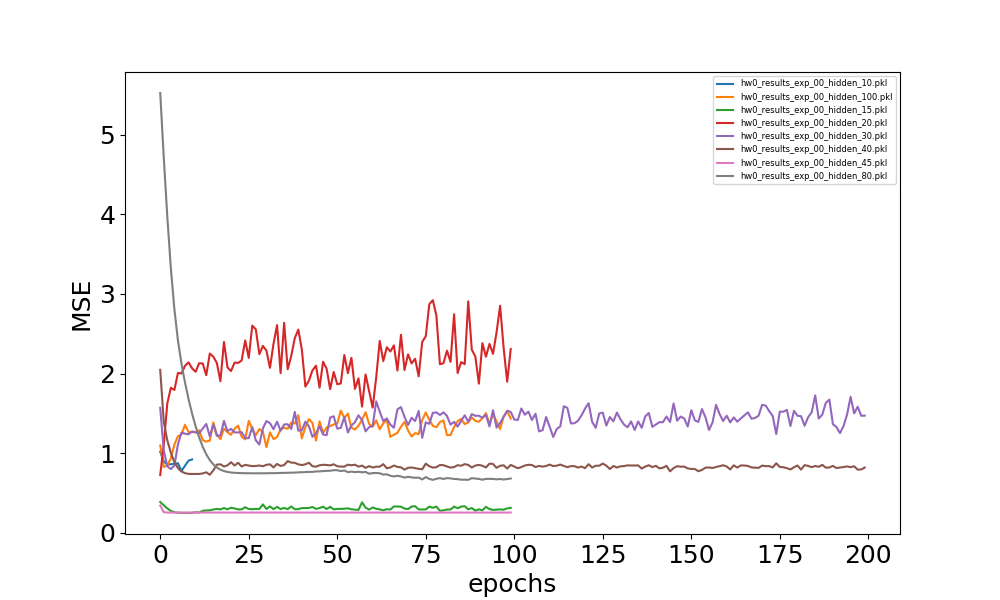 hw0_results_exp_00_hidden_10.pkl
hw0_results_exp_00_hidden_100.pkl
hw0_results_exp_00_hidden_15.pkl
hw0_results_exp_00_hidden_20.pkl
hw0_results_exp_00_hidden_30.pkl
hw0_results_exp_00_hidden_40.pkl
hw0_results_exp_00_hidden_45.pkl
hw0_results_exp_00_hidden_80.pkl
MSE
5
4
3
2
1
0
0 25 50 75 100 125 150 175 200
epochs